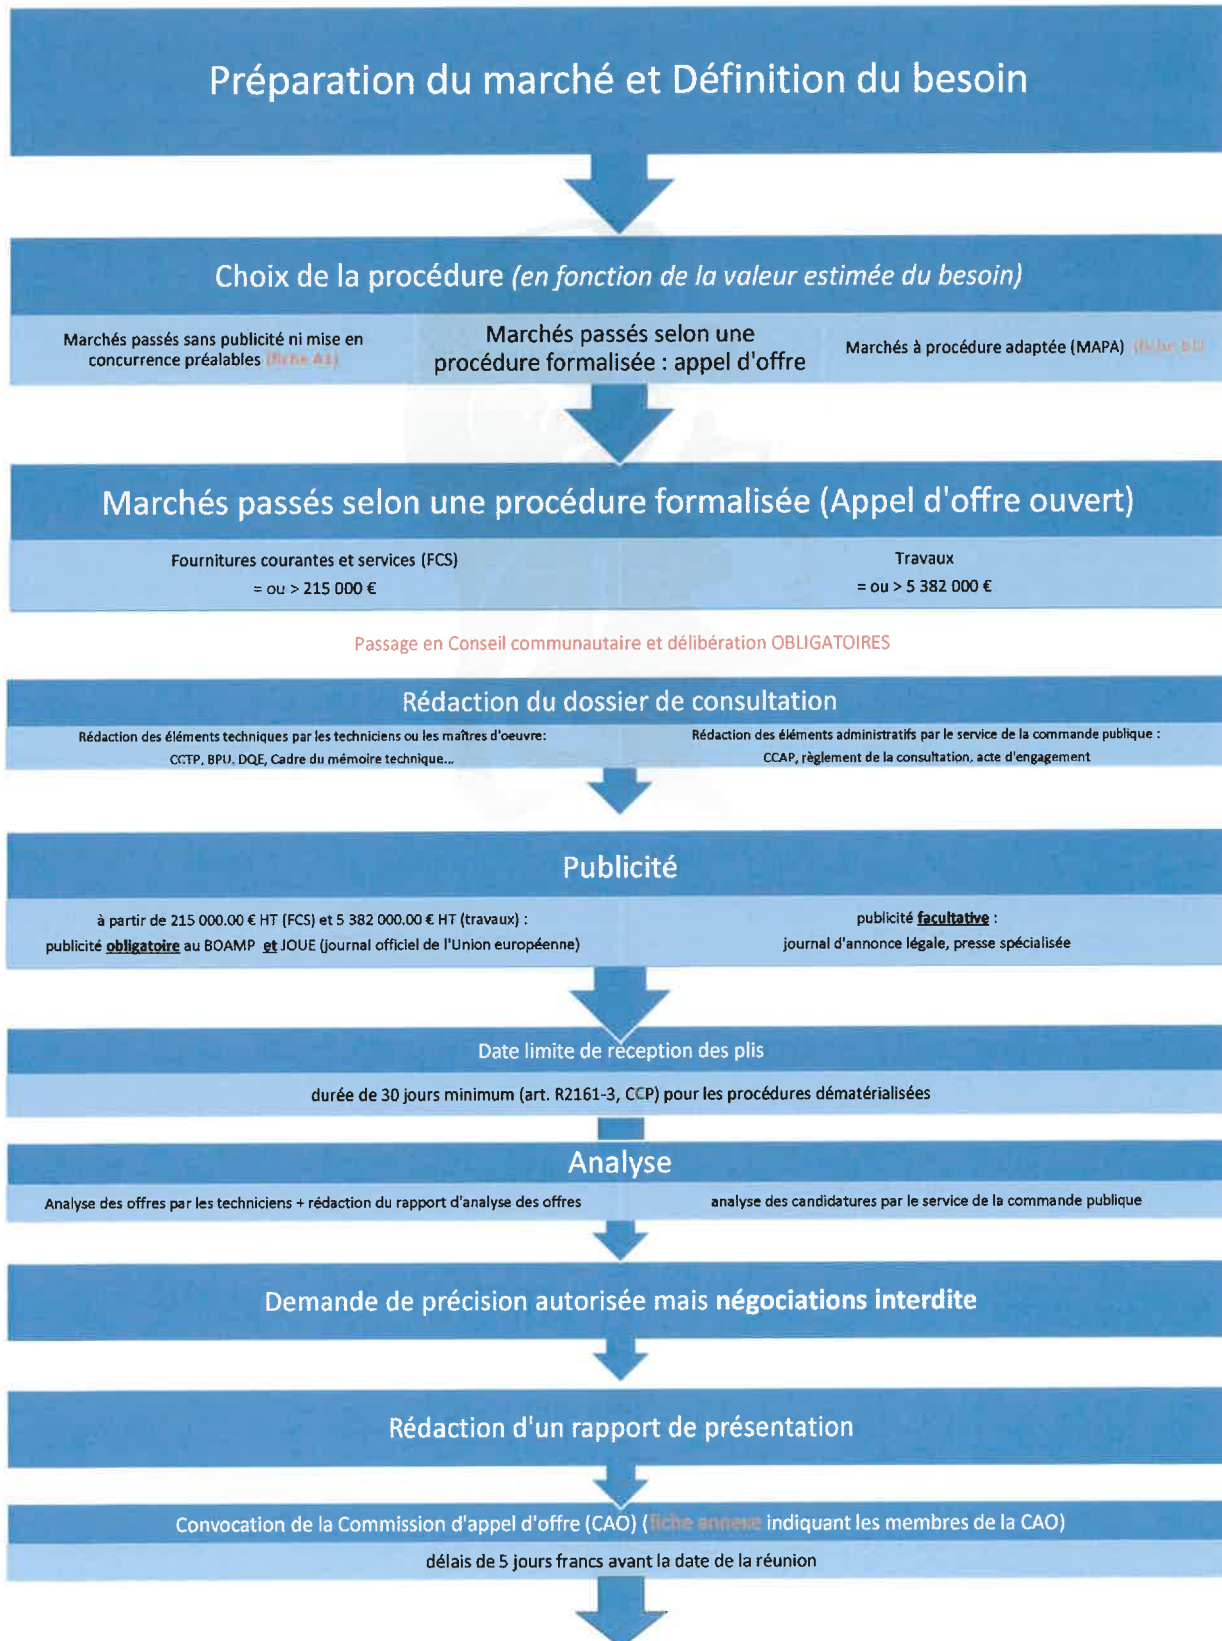 Préparation du marché et Définition du besoin
Choix de la procédure (en fonction de la valeur estimée du besoin)
Marchés passés sans publicité ni mise en
concurrence préalables (fiche A1)
Marchés passés selon une
procédure formalisée : appel d'offre
Marchés à procédure adaptée (MAPA)
Marchés passés selon une procédure formalisée (Appel d'offre ouvert)
Fournitures courantes et services (FCS)
= ou > 215 000 €
Travaux
= ou > 5 382 000 €
Passage en Conseil communautaire et délibération OBLIGATOIRES
Rédaction du dossier de consultation
Rédaction des éléments techniques par les techniciens ou les maîtres d'oeuvre:
CCTP, BPU, DQE, Cadre du mémoire technique...
Rédaction des éléments administratifs par le service de la commande publique :
CCAP, règlement de la consultation, acte d'engagement
Publicité
à partir de 215 000.00 € HT (FCS) et 5 382 000.00 € HT (travaux) :
publicité obligatoire au BOAMP et JOUE (journal officiel de l'Union européenne)
publicité facultative :
journal d'annonce légale, presse spécialisée
Date limite de réception des plis
durée de 30 jours minimum (art. R2161-3, CCP) pour les procédures dématérialisées
Analyse
Analyse des offres par les techniciens + rédaction du rapport d'analyse des offres
analyse des candidatures par le service de la commande publique
Demande de précision autorisée mais négociations interdite
Rédaction d'un rapport de présentation
Convocation de la Commission d'appel d'offre (CAO) (fiche annexe indiquant les membres de la CAO)
délais de 5 jours francs avant la date de la réunion